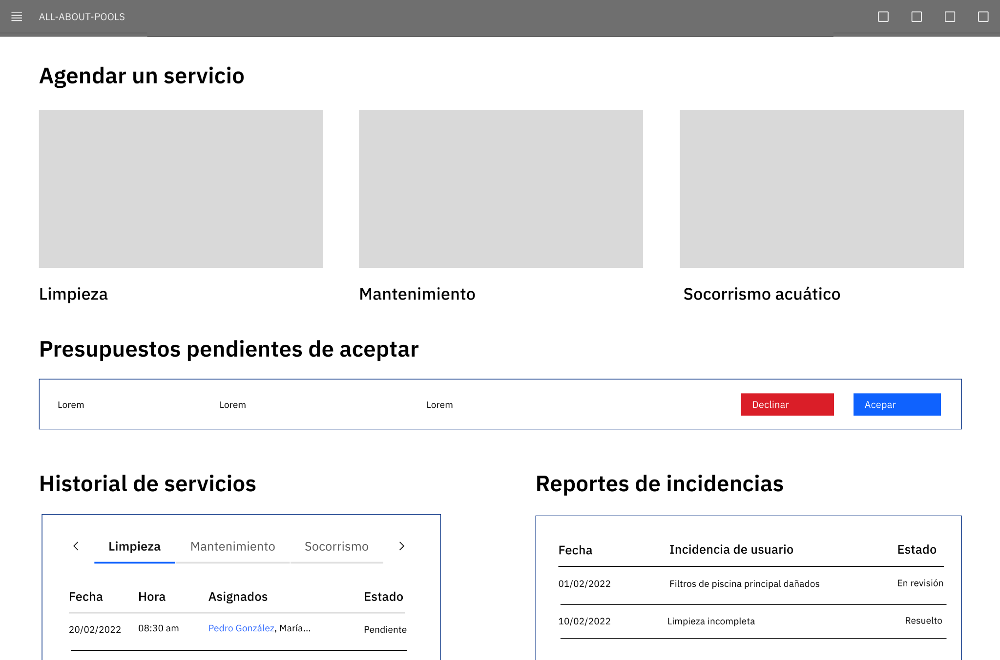 ALL-ABOUT-POOLS
Agendar un servicio
Limpieza
Mantenimiento
Socorrismo acuático
Presupuestos pendientes de aceptar
Lorem Lorem Lorem Declinar Acepar
Historial de servicios
Limpieza Mantenimiento Socorrismo
Fecha Hora Asignados Estado
20/02/2022 08:30 am Pedro González, María... Pendiente
Reportes de incidencias
Fecha Incidencia de usuario Estado
01/02/2022 Filtros de piscina principal dañados En revisión
10/02/2022 Limpieza incompleta Resuelto